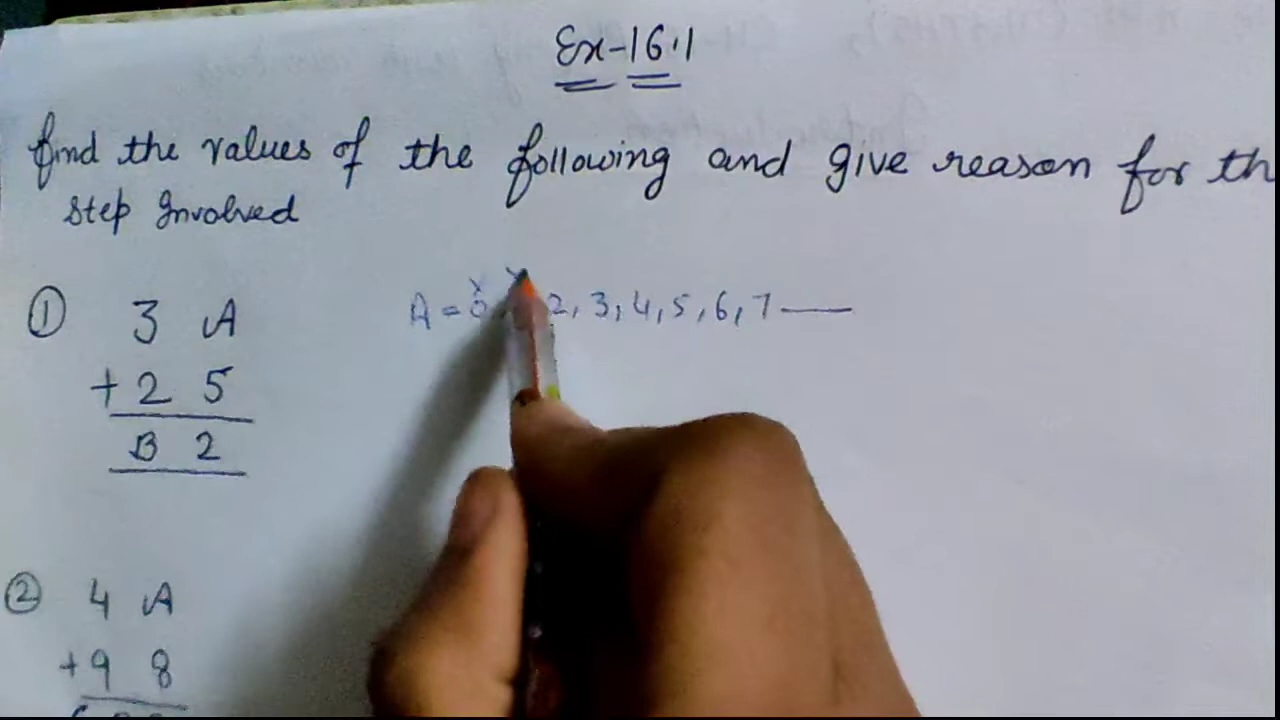 Ex-16.1
find the values of the following and give reason for th
step Involved
① 3 A
A = 0, 2, 3, 4, 5, 6, 7 —
+ 2 5
B 2
② 4 A
+ 9 8